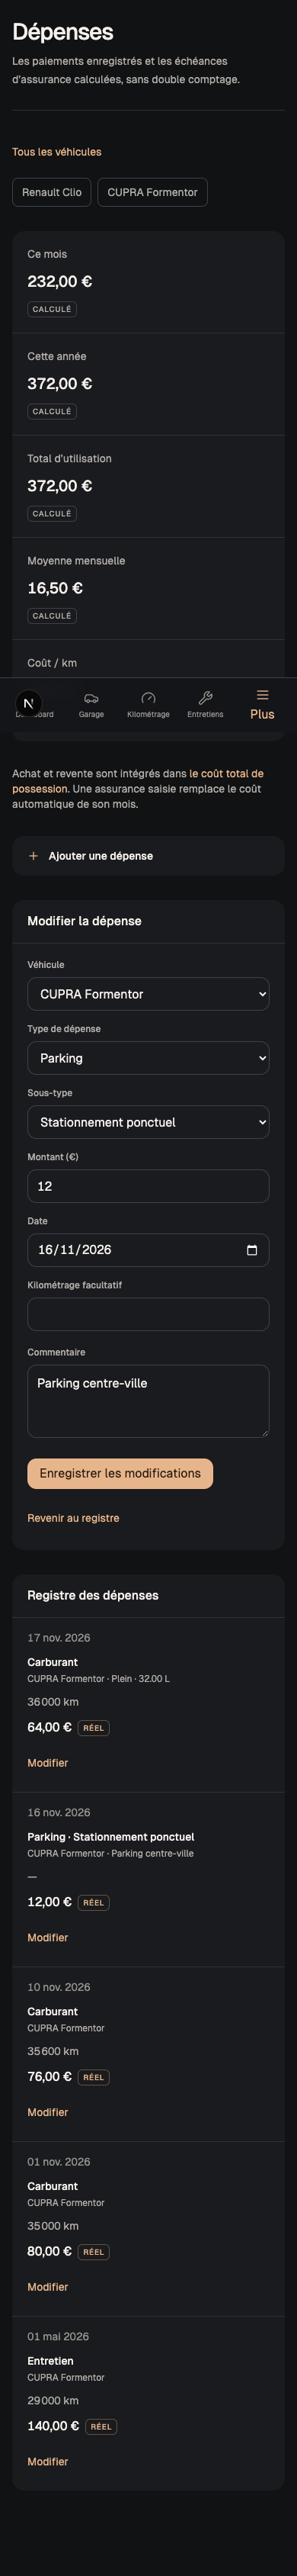 Dépenses
Les paiements enregistrés et les échéances
d'assurance calculées, sans double comptage.
Tous les véhicules
Renault Clio
CUPRA Formentor
Ce mois
232,00 €
CALCULÉ
Cette année
372,00 €
CALCULÉ
Total d'utilisation
372,00 €
CALCULÉ
Moyenne mensuelle
16,50 €
CALCULÉ
Coût / km
N
Garage
Kilométrage
Entretiens
Plus
Achat et revente sont intégrés dans le coût total de
possession. Une assurance saisie remplace le coût
automatique de son mois.
+ Ajouter une dépense
Modifier la dépense
Véhicule
CUPRA Formentor
Type de dépense
Parking
Sous-type
Stationnement ponctuel
Montant (€)
12
Date
16/11/2026
Kilométrage facultatif
Commentaire
Parking centre-ville
Enregistrer les modifications
Revenir au registre
Registre des dépenses
17 nov. 2026
Carburant
CUPRA Formentor · Plein · 32.00 L
36 000 km
64,00 € RÉEL
Modifier
16 nov. 2026
Parking · Stationnement ponctuel
CUPRA Formentor · Parking centre-ville
—
12,00 € RÉEL
Modifier
10 nov. 2026
Carburant
CUPRA Formentor
35 600 km
76,00 € RÉEL
Modifier
01 nov. 2026
Carburant
CUPRA Formentor
35 000 km
80,00 € RÉEL
Modifier
01 mai 2026
Entretien
CUPRA Formentor
29 000 km
140,00 € RÉEL
Modifier